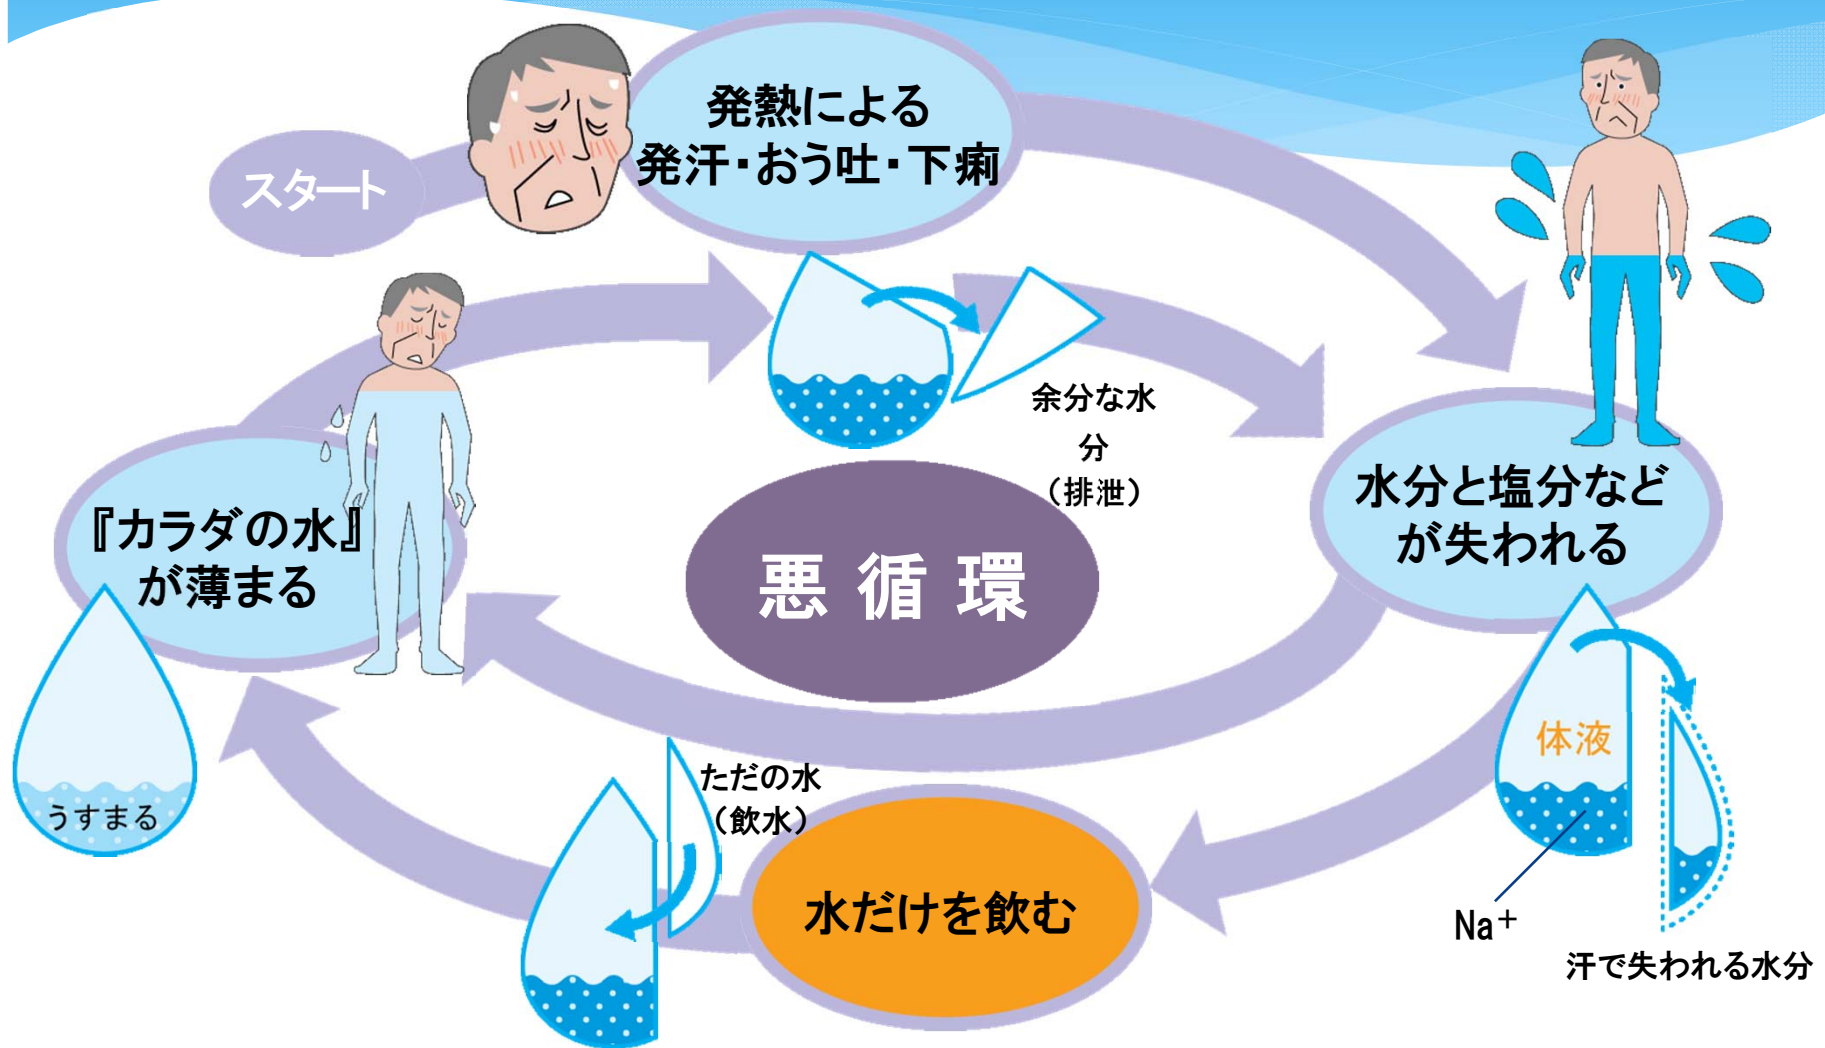 スタート
発熱による
発汗・おう吐・下痢
水分と塩分など
が失われる
体液
Na⁺
汗で失われる水分
水だけを飲む
ただの水
（飲水）
『カラダの水』
が薄まる
うすまる
余分な水
分
（排泄）
悪循環